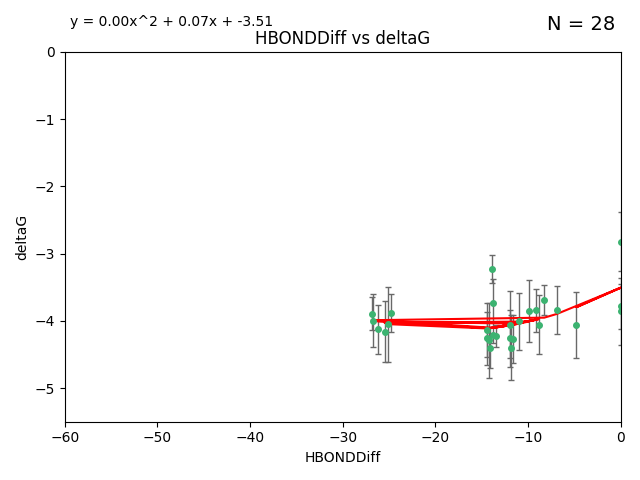 y = 0.00x^2 + 0.07x + -3.51
N = 28
HBONDDiff vs deltaG
deltaG
0
−1
−2
−3
−4
−5
−60
−50
−40
−30
−20
−10
0
HBONDDiff